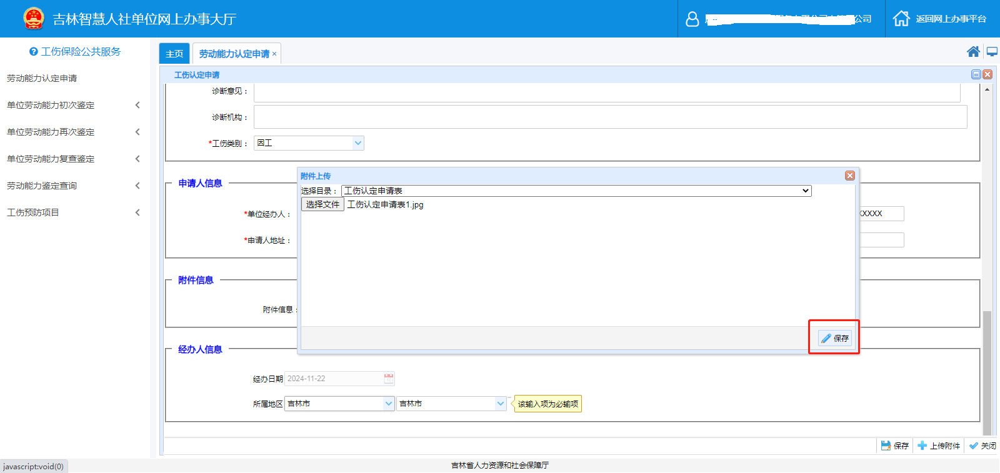 吉林智慧人社单位网上办事大厅
公司
返回网上办事平台
工伤保险公共服务
主页
劳动能力认定申请 ×
劳动能力认定申请
单位劳动能力初次鉴定
单位劳动能力再次鉴定
单位劳动能力复查鉴定
劳动能力鉴定查询
工伤预防项目
工伤认定申请
诊断意见：
诊断机构：
*工伤类别：
因工
申请人信息
*单位经办人：
XXXXX
*申请人地址：
附件上传
选择目录：
工伤认定申请表
选择文件
工伤认定申请表1.jpg
保存
附件信息
附件信息：
经办人信息
经办日期
2024-11-22
所属地区
吉林市
吉林市
该输入项为必输项
保存
上传附件
关闭
javascript:void(0)
吉林省人力资源和社会保障厅